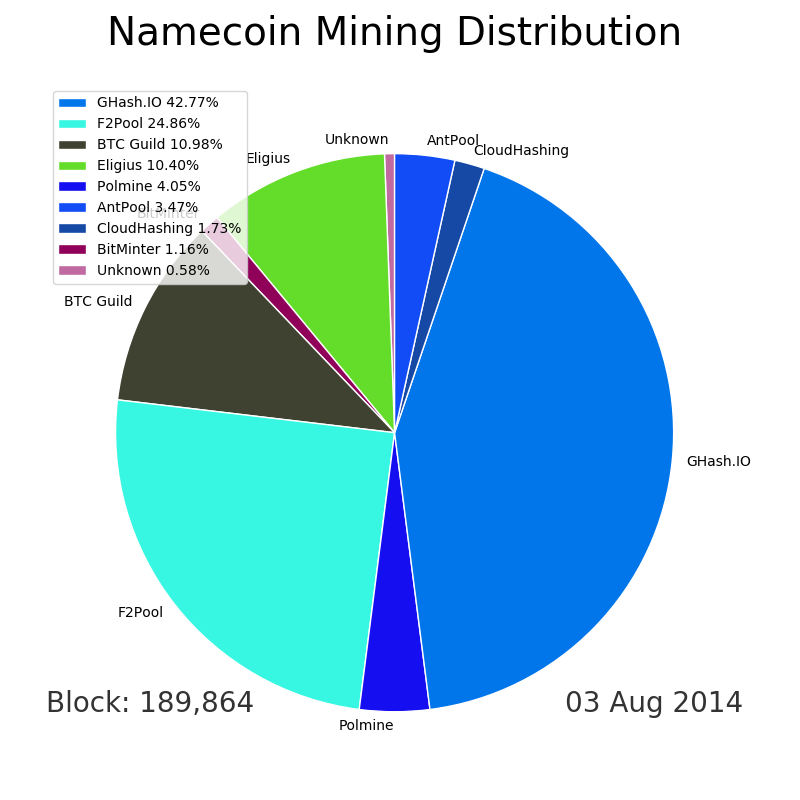 Namecoin Mining Distribution
GHash.IO 42.77%
F2Pool 24.86%
BTC Guild 10.98%
Eligius 10.40%
Polmine 4.05%
AntPool 3.47%
CloudHashing 1.73%
BitMinter 1.16%
Unknown 0.58%
Unknown
AntPool
CloudHashing
Eligius
BitMinter
BTC Guild
GHash.IO
F2Pool
Polmine
Block: 189,864
03 Aug 2014